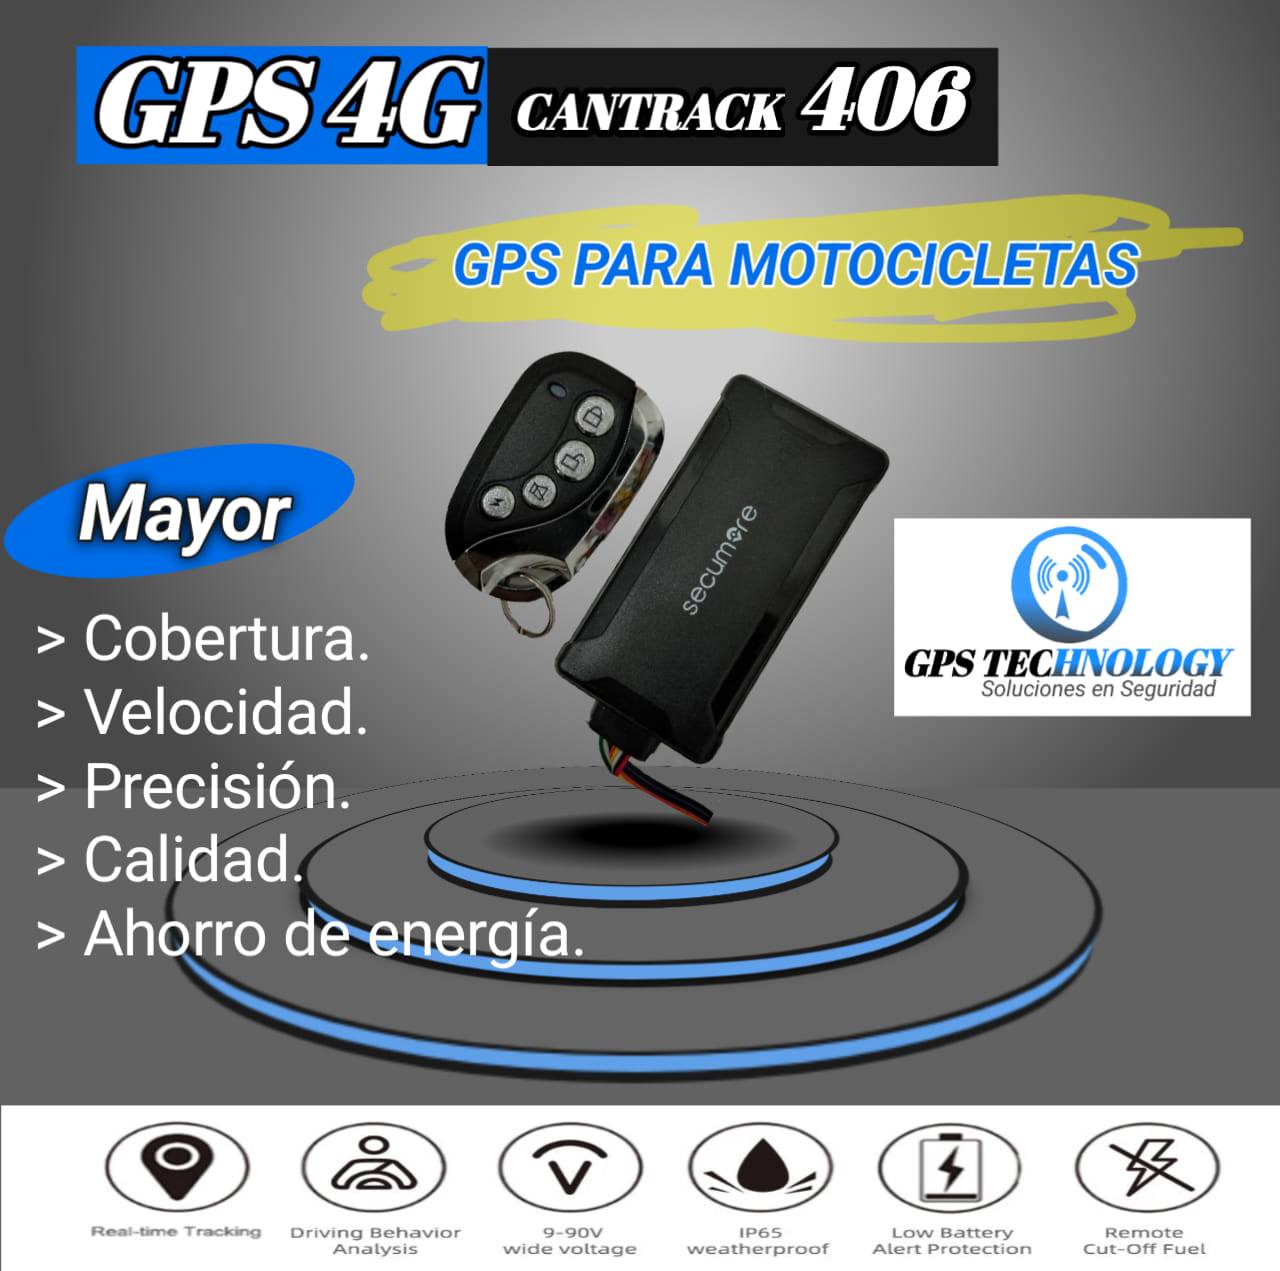 GPS 4G CANTRACK 406
GPS PARA MOTOCICLETAS
Mayor
> Cobertura.
> Velocidad.
> Precisión.
> Calidad.
> Ahorro de energía.
secumore
GPS TECHNOLOGY
Soluciones en Seguridad
Real-time Tracking
Driving Behavior
Analysis
9-90V
wide voltage
IP65
weatherproof
Low Battery
Alert Protection
Remote
Cut-Off Fuel